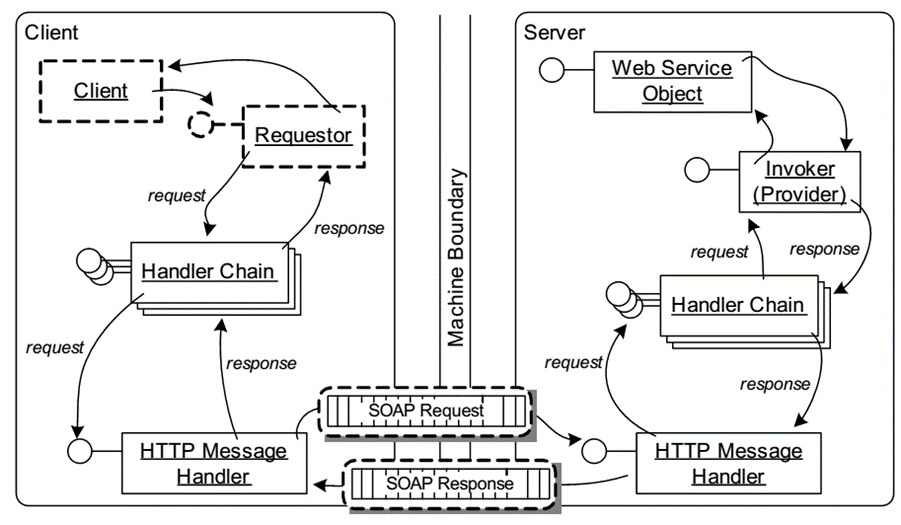 Client
Client
Requestor
request
response
Handler Chain
request
response
HTTP Message
Handler
Machine Boundary
SOAP Request
SOAP Response
Server
Web Service
Object
Invoker
(Provider)
request
response
Handler Chain
request
response
HTTP Message
Handler